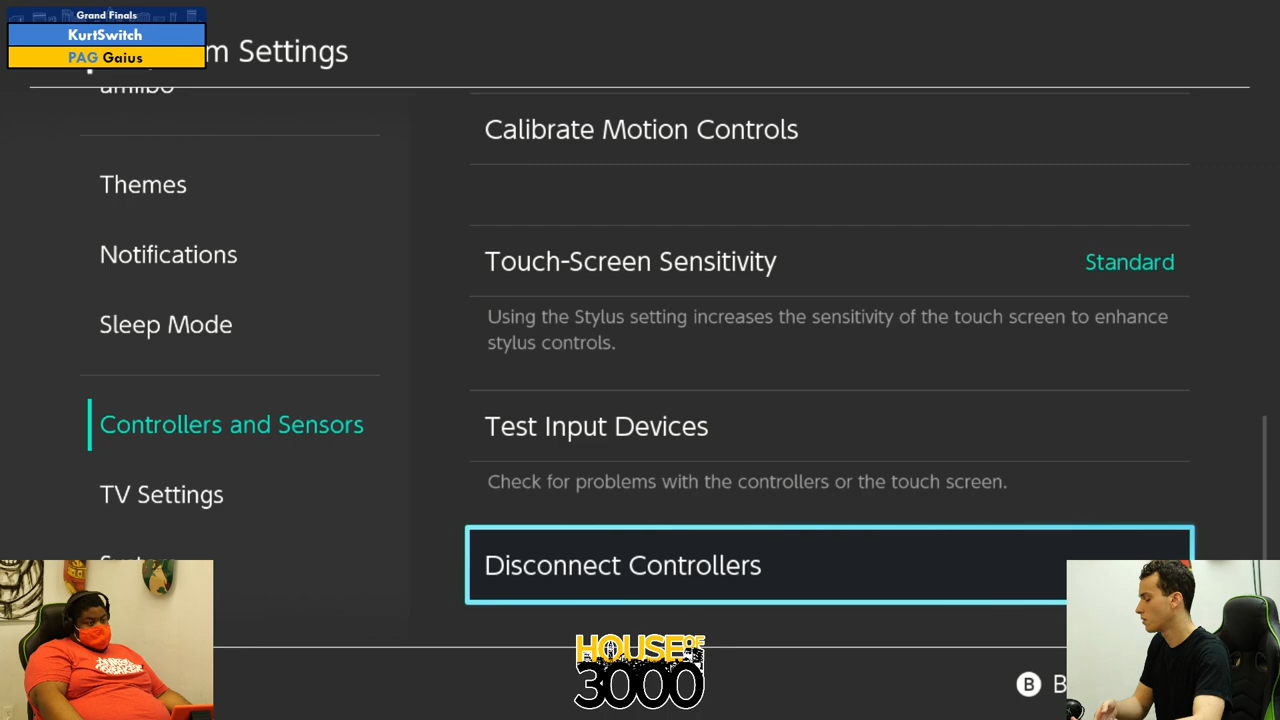 Grand Finals
KurtSwitch
PAG Gaius
m Settings
amiibo
Themes
Notifications
Sleep Mode
Controllers and Sensors
TV Settings
Calibrate Motion Controls
Touch-Screen Sensitivity Standard
Using the Stylus setting increases the sensitivity of the touch screen to enhance
stylus controls.
Test Input Devices
Check for problems with the controllers or the touch screen.
Disconnect Controllers
HOUSE OF
3000
B B